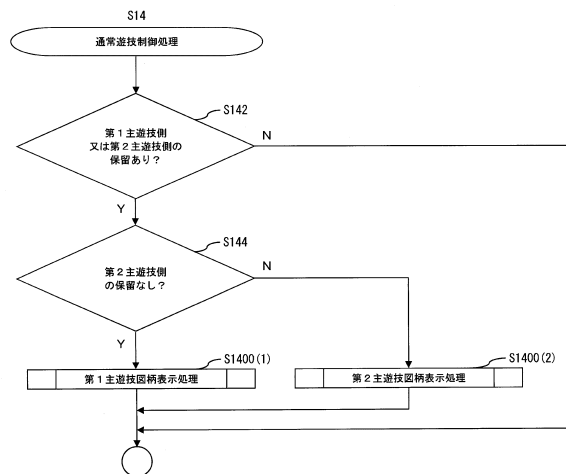 S14
通常遊技制御処理
S142
第1主遊技側
又は第2主遊技側の
保留あり？
N
Y
S144
第2主遊技側
の保留なし？
N
Y
S1400(1)
第1主遊技図柄表示処理
S1400(2)
第2主遊技図柄表示処理